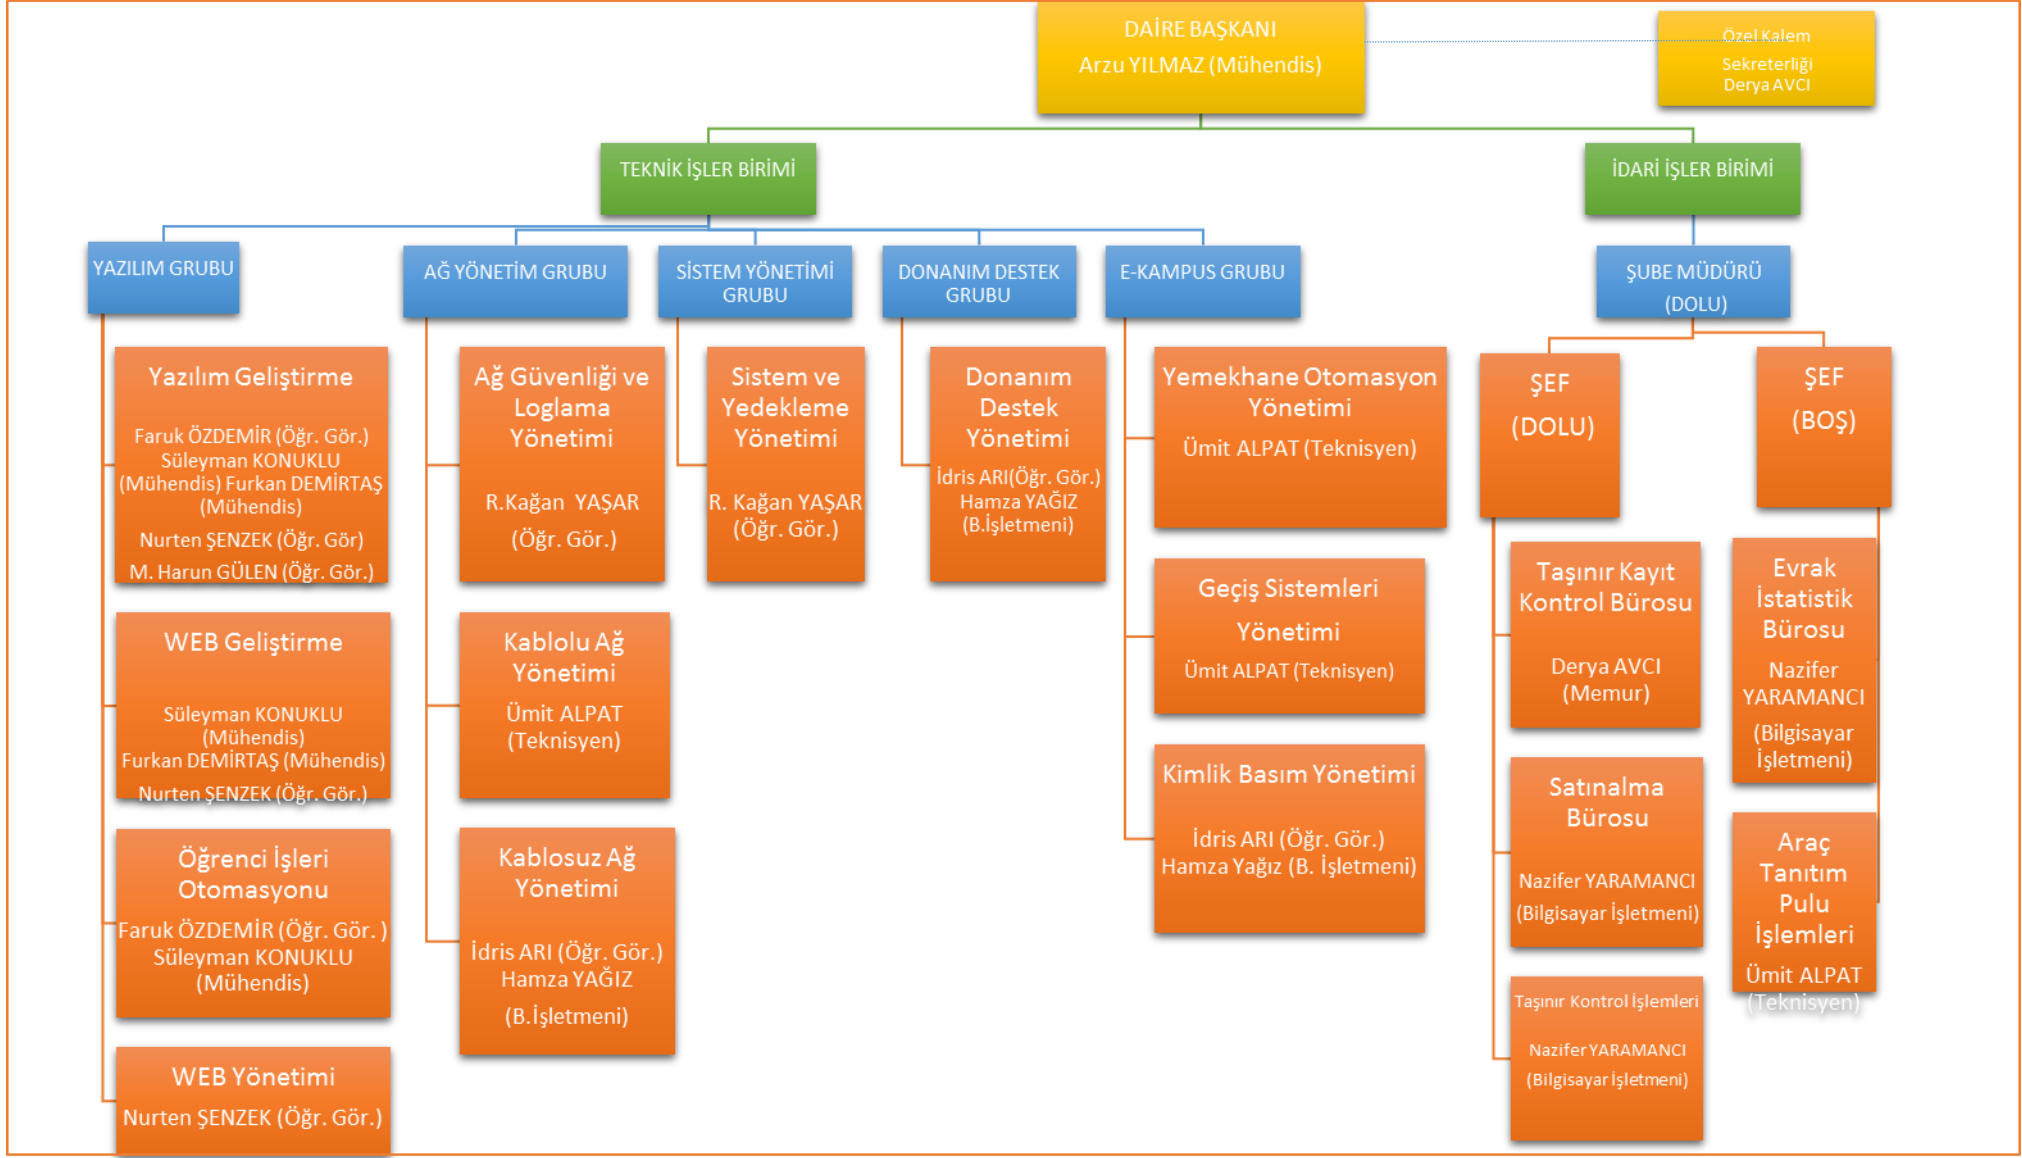 DAİRE BAŞKANI
Arzu YILMAZ (Mühendis)
Özel Kalem
Sekreterliği
Derya AVCI
TEKNİK İŞLER BİRİMİ
İDARİ İŞLER BİRİMİ
YAZILIM GRUBU
AĞ YÖNETİM GRUBU
SİSTEM YÖNETİMİ
GRUBU
DONANIM DESTEK
GRUBU
E-KAMPUS GRUBU
ŞUBE MÜDÜRÜ
(DOLU)
Yazılım Geliştirme
Faruk ÖZDEMİR (Öğr. Gör.)
Süleyman KONUKLU
(Mühendis) Furkan DEMİRTAŞ
(Mühendis)
Nurten ŞENZEK (Öğr. Gör)
M. Harun GÜLEN (Öğr. Gör.)
WEB Geliştirme
Süleyman KONUKLU
(Mühendis)
Furkan DEMİRTAŞ (Mühendis)
Nurten ŞENZEK (Öğr. Gör.)
Öğrenci İşleri
Otomasyonu
Faruk ÖZDEMİR (Öğr. Gör. )
Süleyman KONUKLU
(Mühendis)
WEB Yönetimi
Nurten ŞENZEK (Öğr. Gör.)
Ağ Güvenliği ve
Loglama
Yönetimi
R.Kağan  YAŞAR
(Öğr. Gör.)
Kablolu Ağ
Yönetimi
Ümit ALPAT
(Teknisyen)
Kablosuz Ağ
Yönetimi
İdris ARI (Öğr. Gör.)
Hamza YAĞIZ
(B.İşletmeni)
Sistem ve
Yedekleme
Yönetimi
R. Kağan YAŞAR
(Öğr. Gör.)
Donanım
Destek
Yönetimi
İdris ARI(Öğr. Gör.)
Hamza YAĞIZ
(B.İşletmeni)
Yemekhane Otomasyon
Yönetimi
Ümit ALPAT (Teknisyen)
Geçiş Sistemleri
Yönetimi
Ümit ALPAT (Teknisyen)
Kimlik Basım Yönetimi
İdris ARI (Öğr. Gör.)
Hamza Yağız (B. İşletmeni)
ŞEF
(DOLU)
Taşınır Kayıt
Kontrol Bürosu
Derya AVCI
(Memur)
Satınalma
Bürosu
Nazifer YARAMANCI
(Bilgisayar İşletmeni)
Taşınır Kontrol İşlemleri
Nazifer YARAMANCI
(Bilgisayar İşletmeni)
ŞEF
(BOŞ)
Evrak
İstatistik
Bürosu
Nazifer
YARAMANCI
(Bilgisayar
İşletmeni)
Araç
Tanıtım
Pulu
İşlemleri
Ümit ALPAT
(Teknisyen)